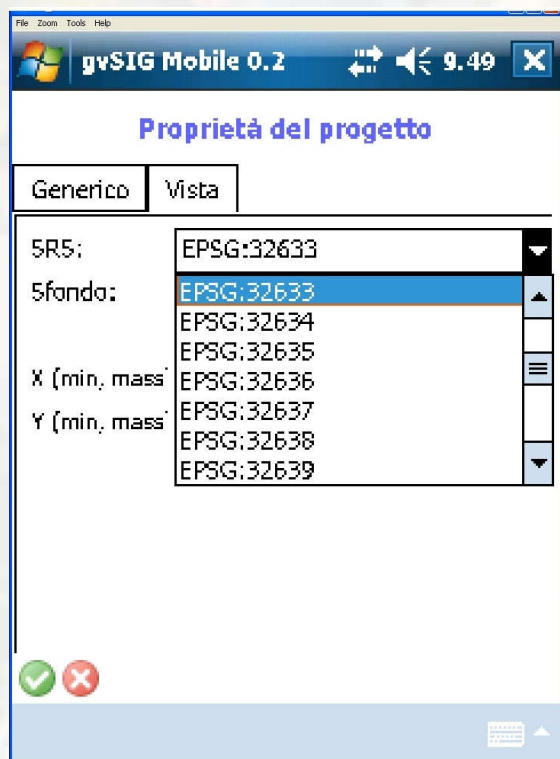 File Zoom Tools Help
gvSIG Mobile 0.2 9.49
Proprietà del progetto
Generico Vista
SRS: EPSG:32633
Sfondo: EPSG:32633
EPSG:32634
EPSG:32635
X (min, mass EPSG:32636
Y (min, mass EPSG:32637
EPSG:32638
EPSG:32639